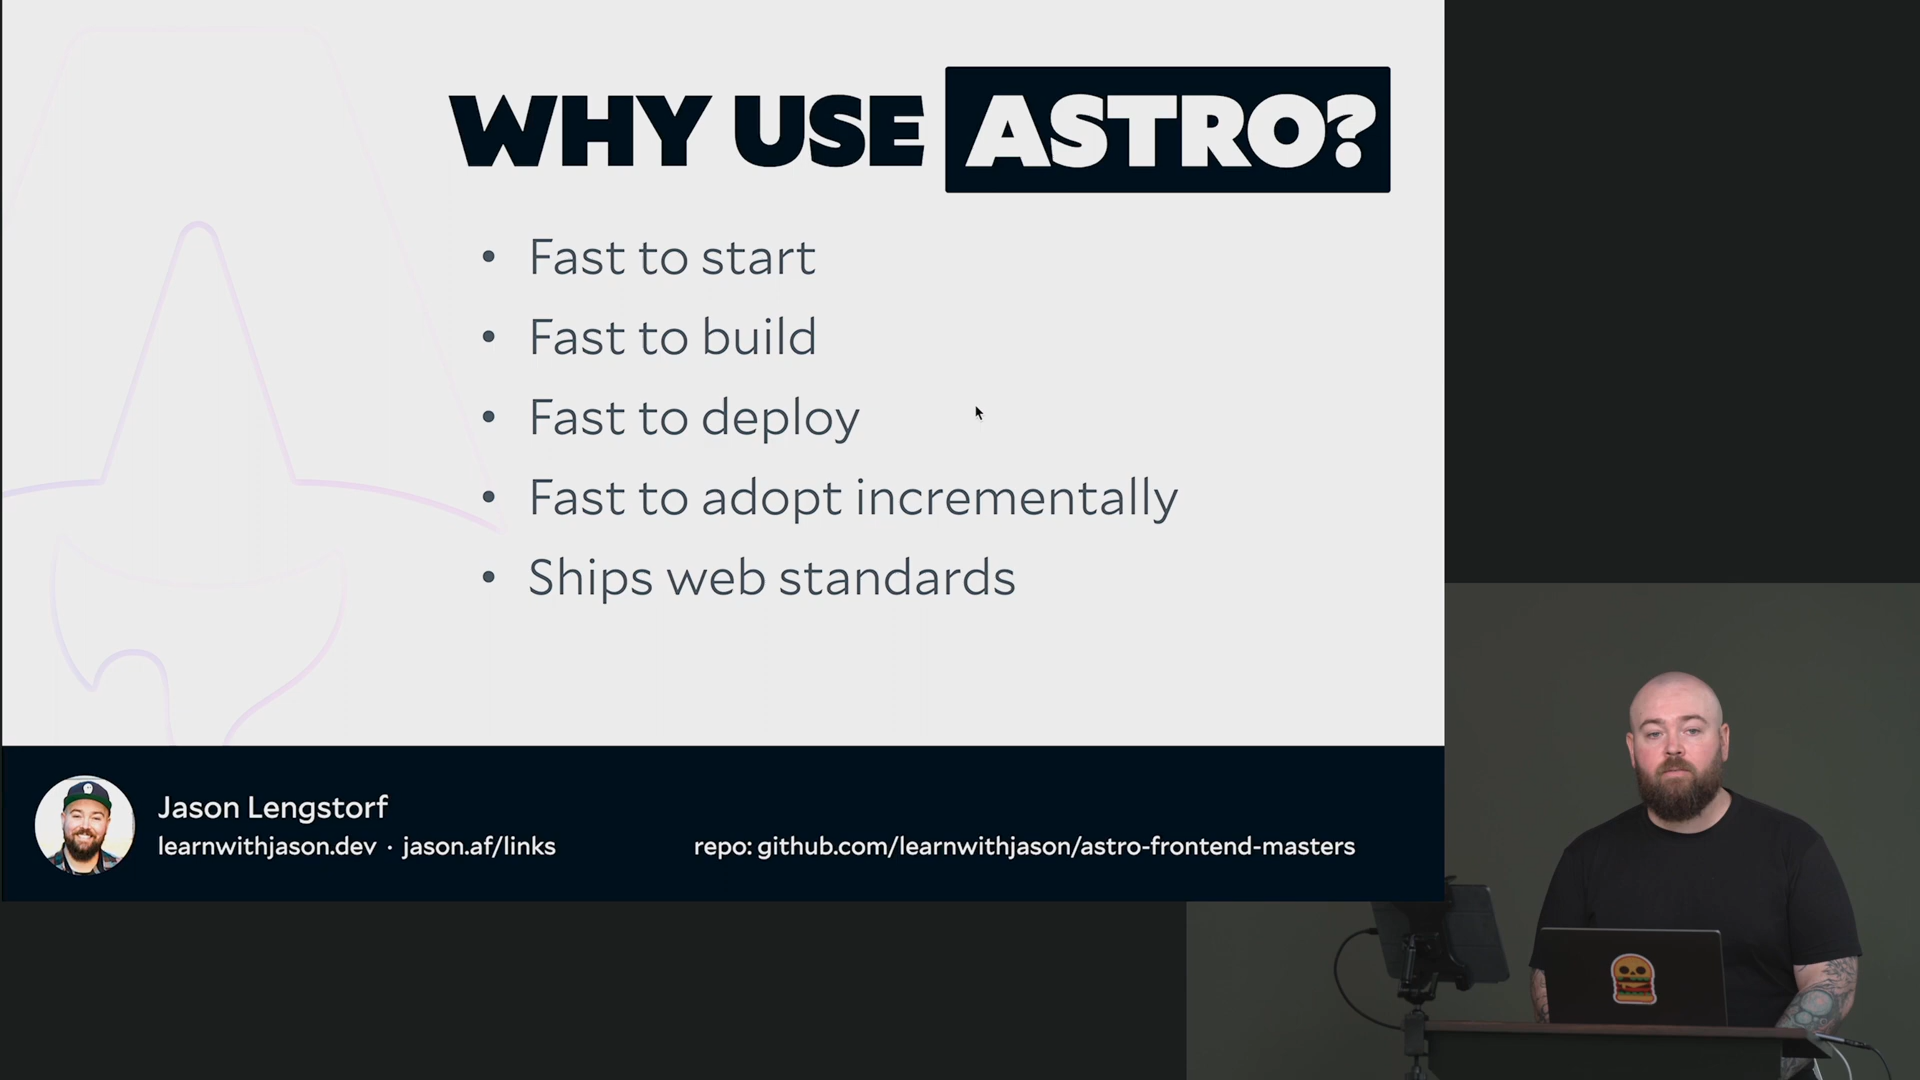 WHY USE ASTRO?
• Fast to start
• Fast to build
• Fast to deploy
• Fast to adopt incrementally
• Ships web standards
Jason Lengstorf
learnwithjason.dev · jason.af/links
repo: github.com/learnwithjason/astro-frontend-masters